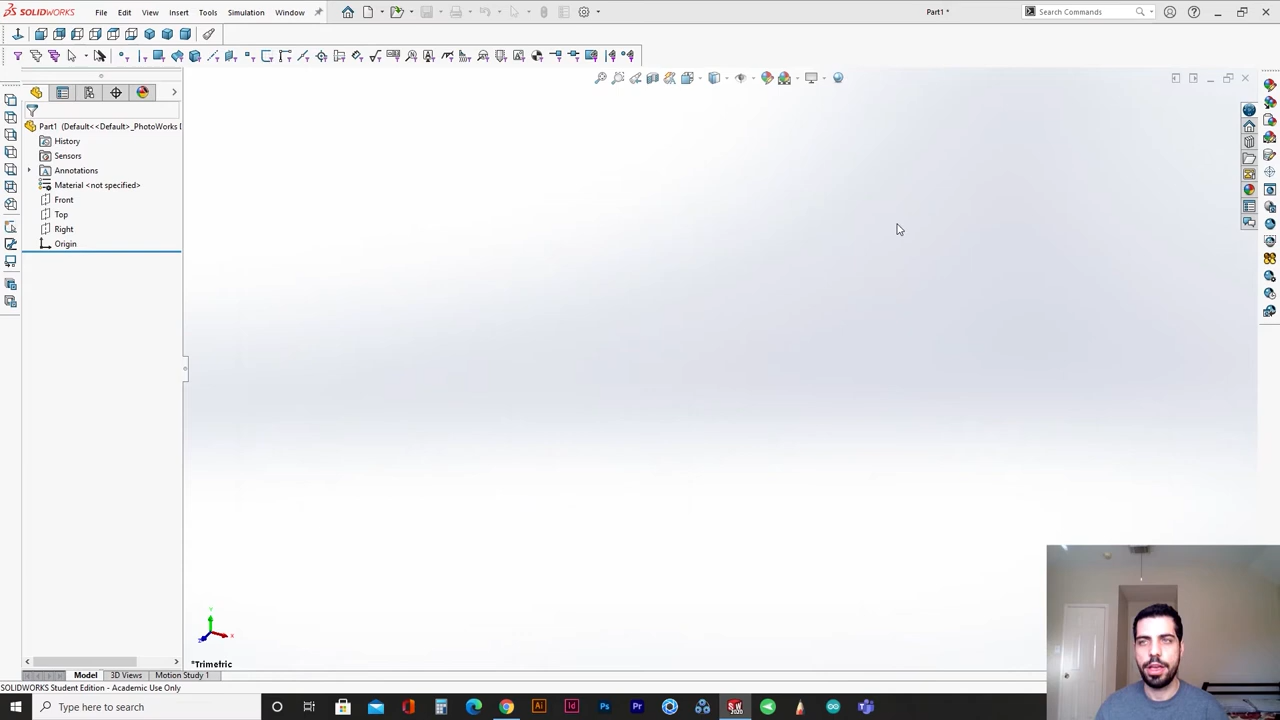 SOLIDWORKS File Edit View Insert Tools Simulation Window Part1 * Search Commands
Part1 (Default<<Default>_PhotoWorks D
History
Sensors
Annotations
Material <not specified>
Front
Top
Right
Origin
*Trimetric
Model 3D Views Motion Study 1
SOLIDWORKS Student Edition - Academic Use Only
Type here to search